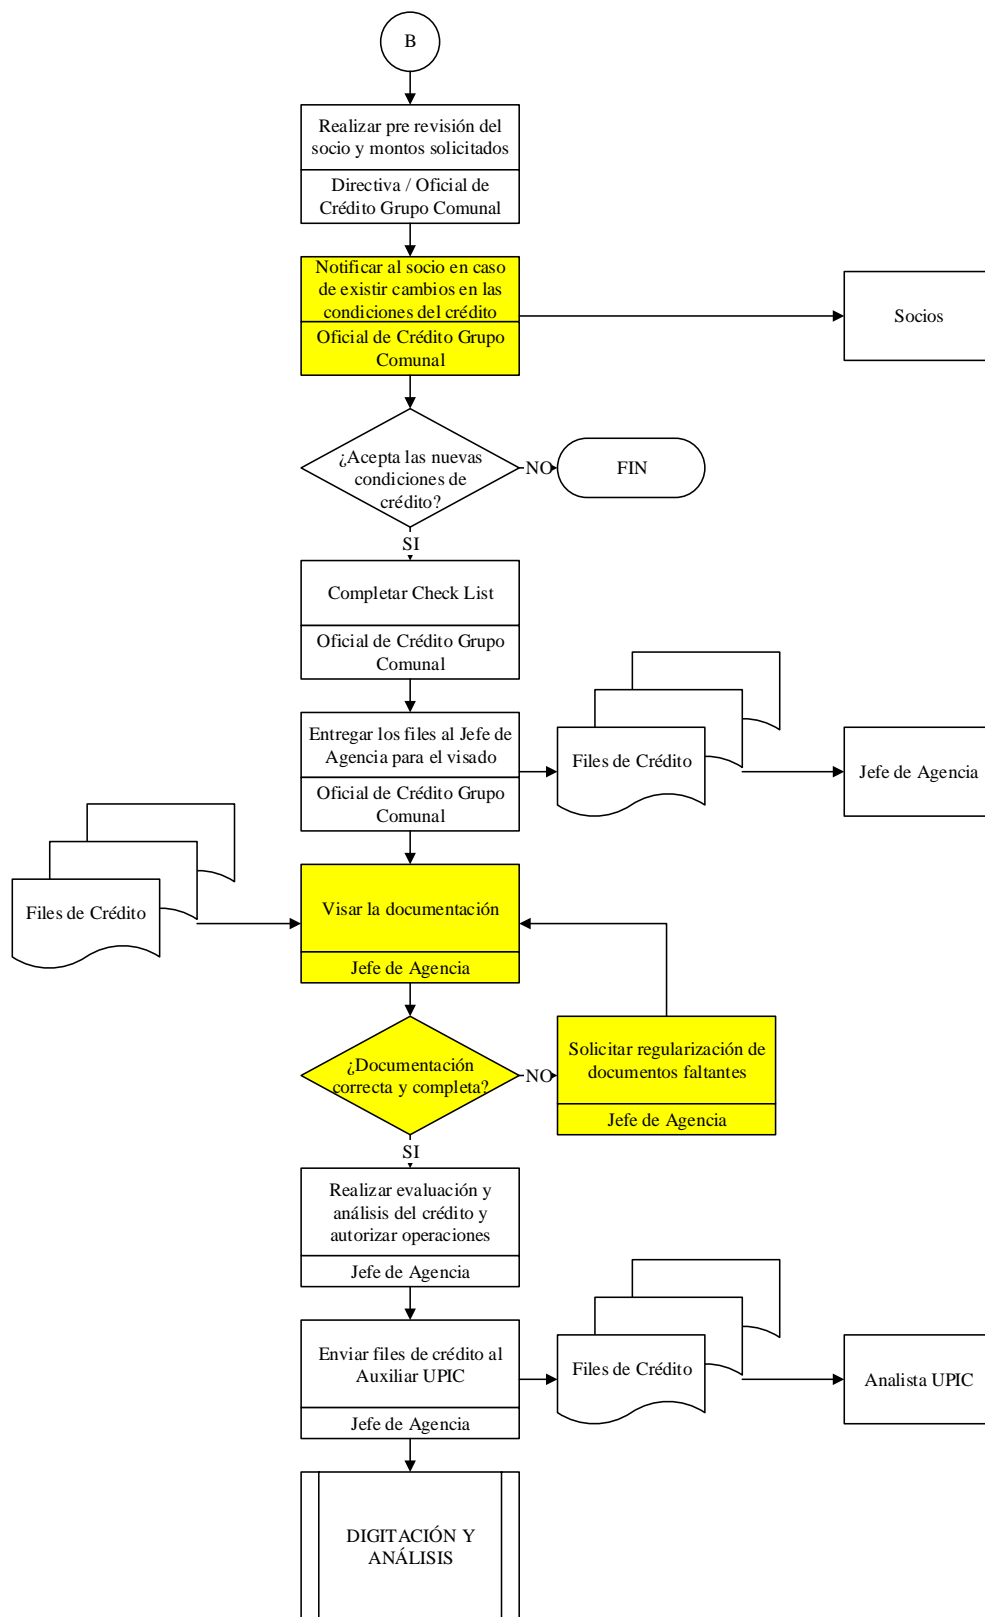 B
Realizar pre revisión del
socio y montos solicitados
Directiva / Oficial de
Crédito Grupo Comunal
Notificar al socio en caso
de existir cambios en las
condiciones del crédito
Oficial de Crédito Grupo
Comunal
Socios
¿Acepta las nuevas
condiciones de
crédito?
NO
FIN
SI
Completar Check List
Oficial de Crédito Grupo
Comunal
Entregar los files al Jefe de
Agencia para el visado
Oficial de Crédito Grupo
Comunal
Files de Crédito
Jefe de Agencia
Files de Crédito
Visar la documentación
Jefe de Agencia
¿Documentación
correcta y completa?
NO
Solicitar regularización de
documentos faltantes
Jefe de Agencia
SI
Realizar evaluación y
análisis del crédito y
autorizar operaciones
Jefe de Agencia
Enviar files de crédito al
Auxiliar UPIC
Jefe de Agencia
Files de Crédito
Analista UPIC
DIGITACIÓN Y
ANÁLISIS